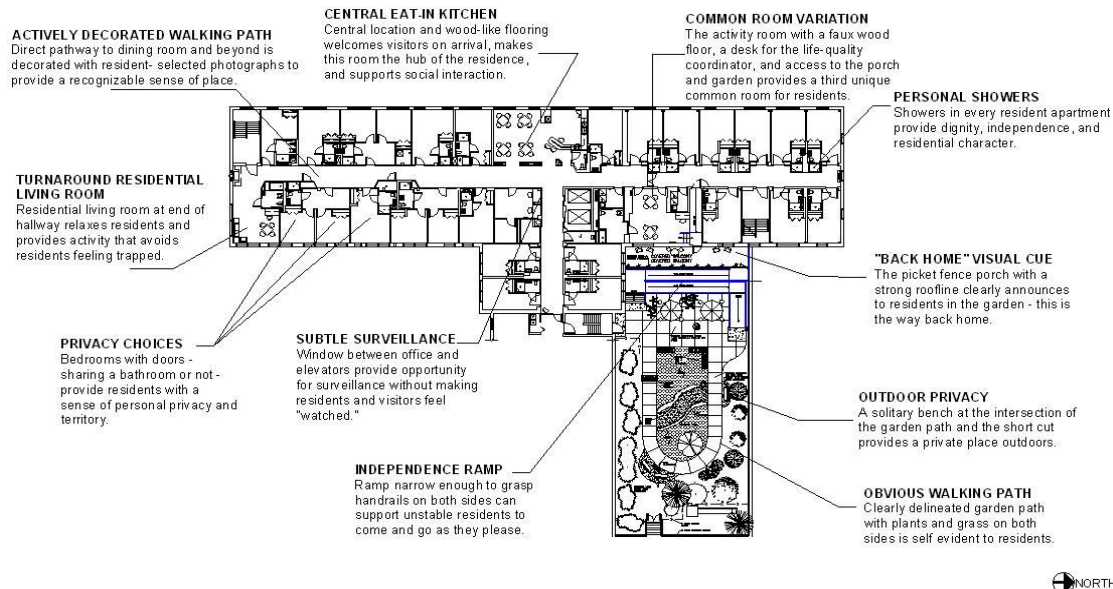 ACTIVELY DECORATED WALKING PATH
Direct pathway to dining room and beyond is
decorated with resident- selected photographs to
provide a recognizable sense of place.
CENTRAL EAT-IN KITCHEN
Central location and wood-like flooring
welcomes visitors on arrival, makes
this room the hub of the residence,
and supports social interaction.
COMMON ROOM VARIATION
The activity room with a faux wood
floor, a desk for the life-quality
coordinator, and access to the porch
and garden provides a third unique
common room for residents.
PERSONAL SHOWERS
Showers in every resident apartment
provide dignity, independence, and
residential character.
TURNAROUND RESIDENTIAL
LIVING ROOM
Residential living room at end of
hallway relaxes residents and
provides activity that avoids
residents feeling trapped.
"BACK HOME" VISUAL CUE
The picket fence porch with a
strong roofline clearly announces
to residents in the garden - this is
the way back home.
PRIVACY CHOICES
Bedrooms with doors -
sharing a bathroom or not -
provide residents with a
sense of personal privacy and
territory.
SUBTLE SURVEILLANCE
Window between office and
elevators provide opportunity
for surveillance without making
residents and visitors feel
"watched."
OUTDOOR PRIVACY
A solitary bench at the intersection of
the garden path and the short cut
provides a private place outdoors.
INDEPENDENCE RAMP
Ramp narrow enough to grasp
handrails on both sides can
support unstable residents to
come and go as they please.
OBVIOUS WALKING PATH
Clearly delineated garden path
with plants and grass on both
sides is self evident to residents.
NORTH